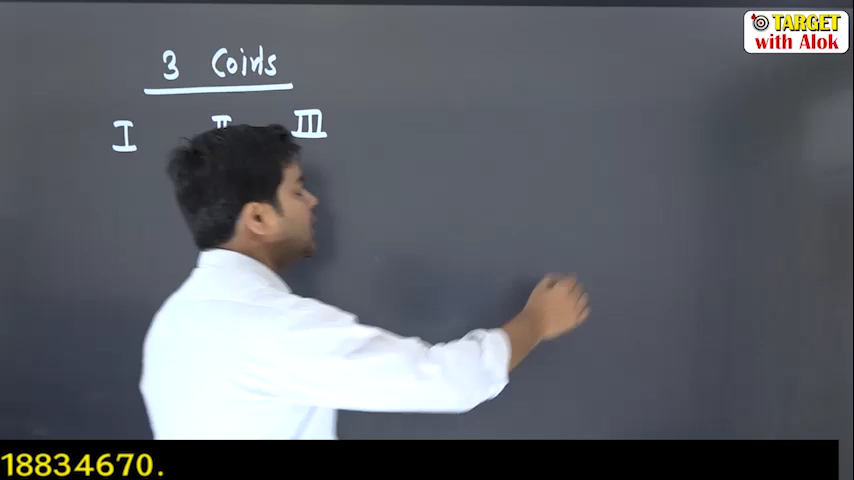 3 Coins
I II III
TARGET
with Alok
18834670.